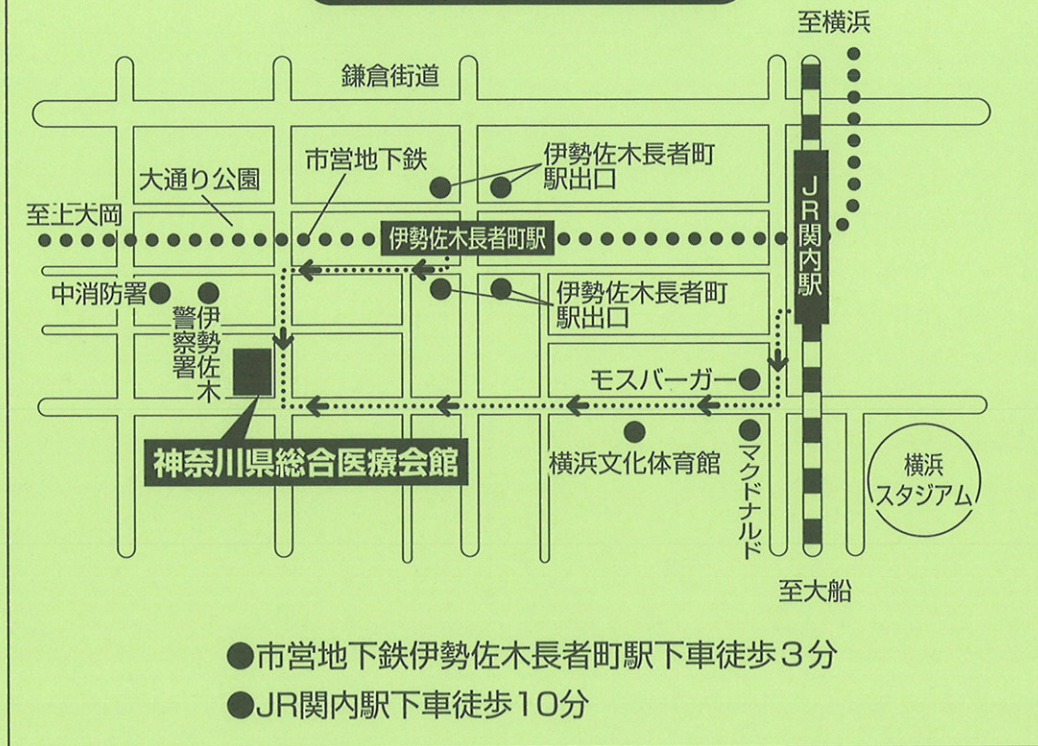 至横浜
鎌倉街道
市営地下鉄
伊勢佐木長者町
駅出口
大通り公園
至上大岡
伊勢佐木長者町駅
JR関内駅
中消防署
伊勢佐木
警察署
伊勢佐木長者町
駅出口
モスバーガー
神奈川県総合医療会館
横浜文化体育館
マクドナルド
横浜
スタジアム
至大船
●市営地下鉄伊勢佐木長者町駅下車徒歩3分
●JR関内駅下車徒歩10分